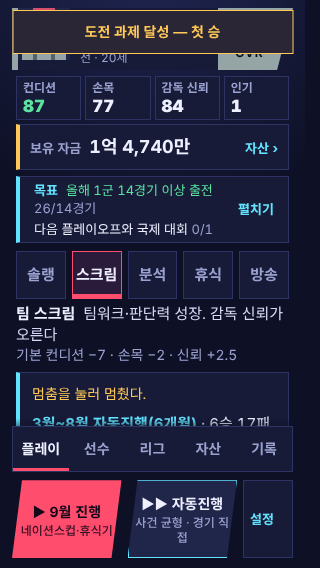 도전 과제 달성 — 첫 승
전 · 20세
OVR
컨디션
87
손목
77
감독 신뢰
84
인기
1
보유 자금 1억 4,740만
자산 ›
목표 올해 1군 14경기 이상 출전
26/14경기
다음 플레이오프와 국제 대회 0/1
펼치기
솔랭
스크림
분석
휴식
방송
팀 스크림 팀워크·판단력 성장. 감독 신뢰가
오른다
기본 컨디션 −7 · 손목 −2 · 신뢰 +2.5
멈춤을 눌러 멈췄다.
3월~8월 자동진행(6개월) · 6승 17패
플레이
선수
리그
자산
기록
▶ 9월 진행
네이션스컵·휴식기
▶▶ 자동진행
사건 균형 · 경기 직
접
설정